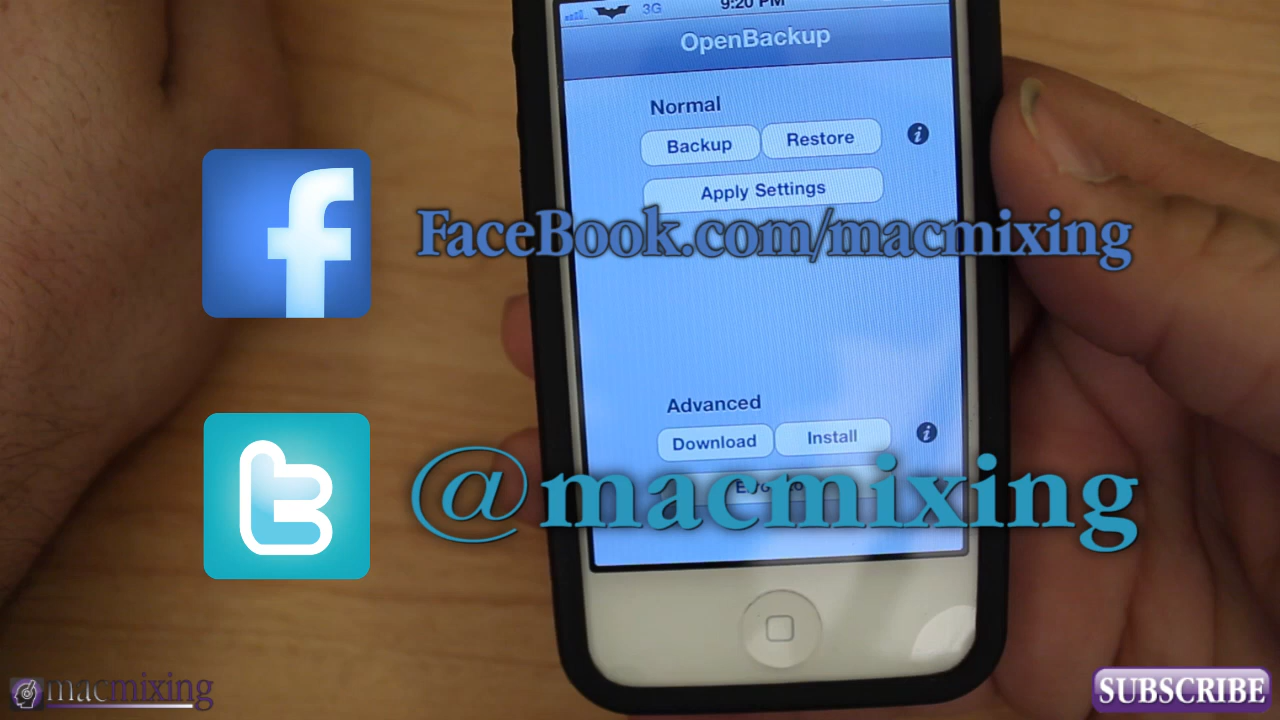 3G 9:20 PM
OpenBackup
Normal
Backup Restore
Apply Settings
FaceBook.com/macmixing
Advanced
Download Install
@macmixing
macmixing
SUBSCRIBE